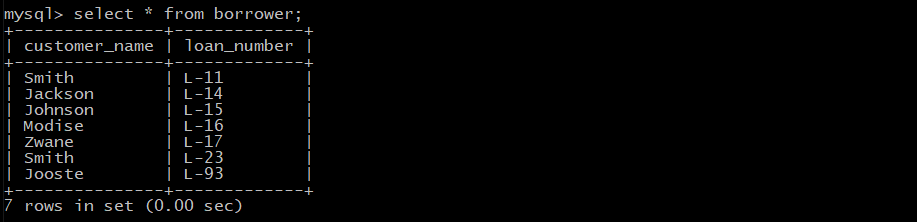 mysql> select * from borrower;
+---------------+-------------+
| customer_name | loan_number |
+---------------+-------------+
| Smith         | L-11        |
| Jackson       | L-14        |
| Johnson       | L-15        |
| Modise        | L-16        |
| Zwane         | L-17        |
| Smith         | L-23        |
| Jooste        | L-93        |
+---------------+-------------+
7 rows in set (0.00 sec)